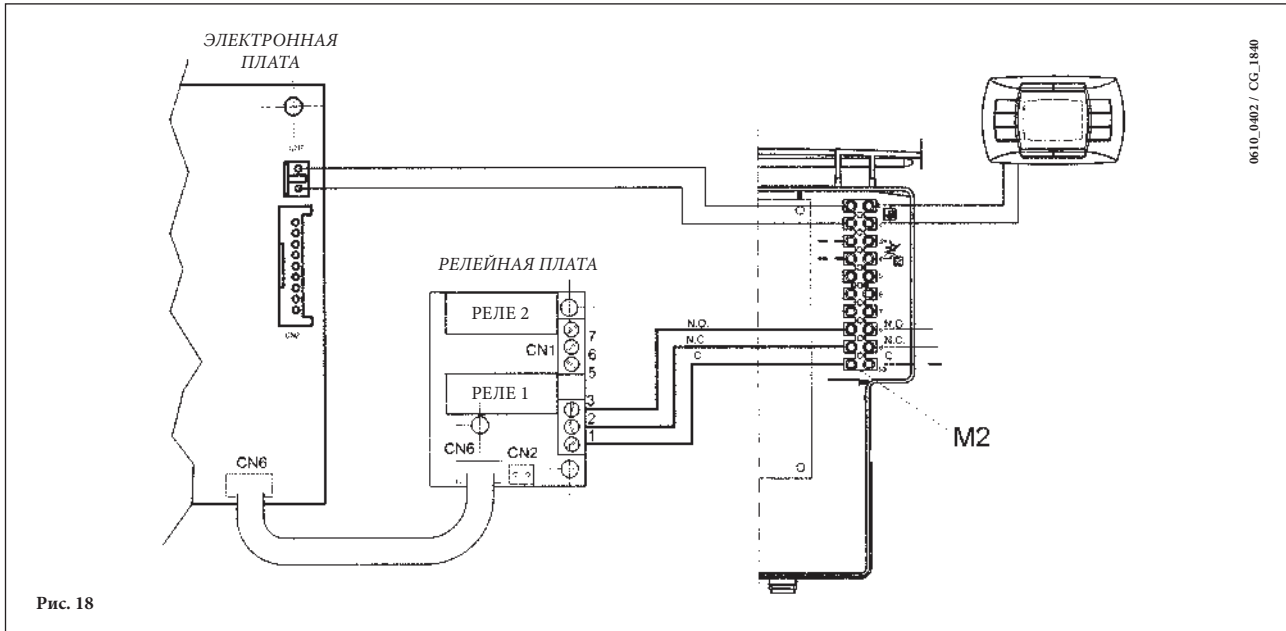 ЭЛЕКТРОННАЯ
ПЛАТА
0610_0402 / CG_1840
РЕЛЕЙНАЯ ПЛАТА
РЕЛЕ 2
7
CN1
6
5
РЕЛЕ 1
3
2
1
CN6
CN2
CN6
N.O.
N.C
C
N.O.
N.C.
C
M2
Рис. 18